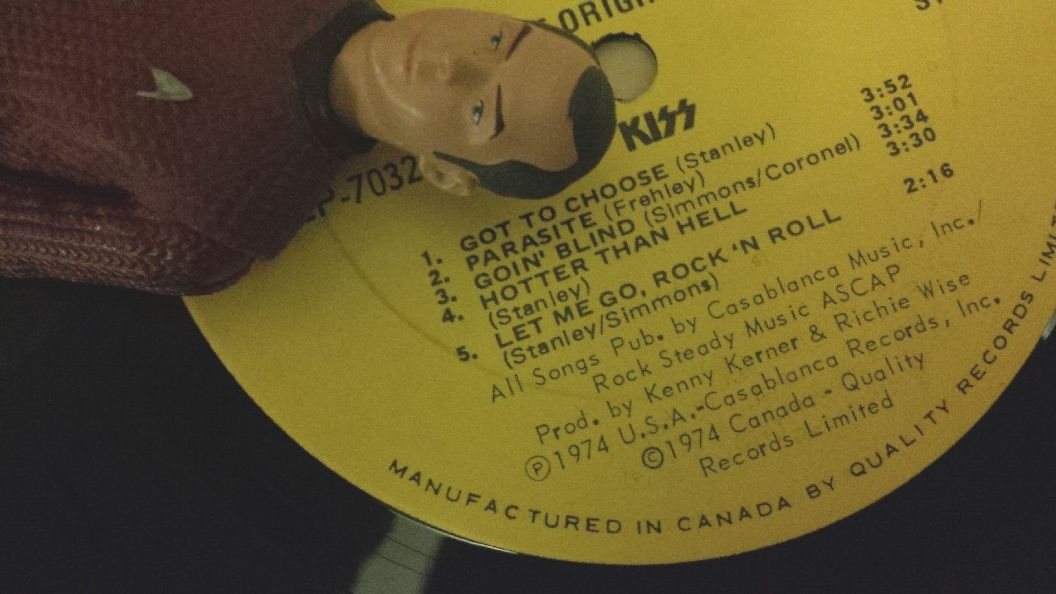 ORIGI
ST
P-7032
KISS
1. GOT TO CHOOSE (Stanley) 3:52
2. PARASITE (Frehley) 3:01
3. GOIN' BLIND (Simmons/Coronel) 3:34
4. HOTTER THAN HELL 3:30
(Stanley)
5. LET ME GO, ROCK 'N ROLL 2:16
(Stanley/Simmons)
All Songs Pub. by Casablanca Music, Inc./
Rock Steady Music ASCAP
Prod. by Kenny Kerner & Richie Wise
Ⓟ1974 U.S.A.-Casablanca Records, Inc.
©1974 Canada - Quality
Records Limited
MANUFACTURED IN CANADA BY QUALITY RECORDS LIMIT